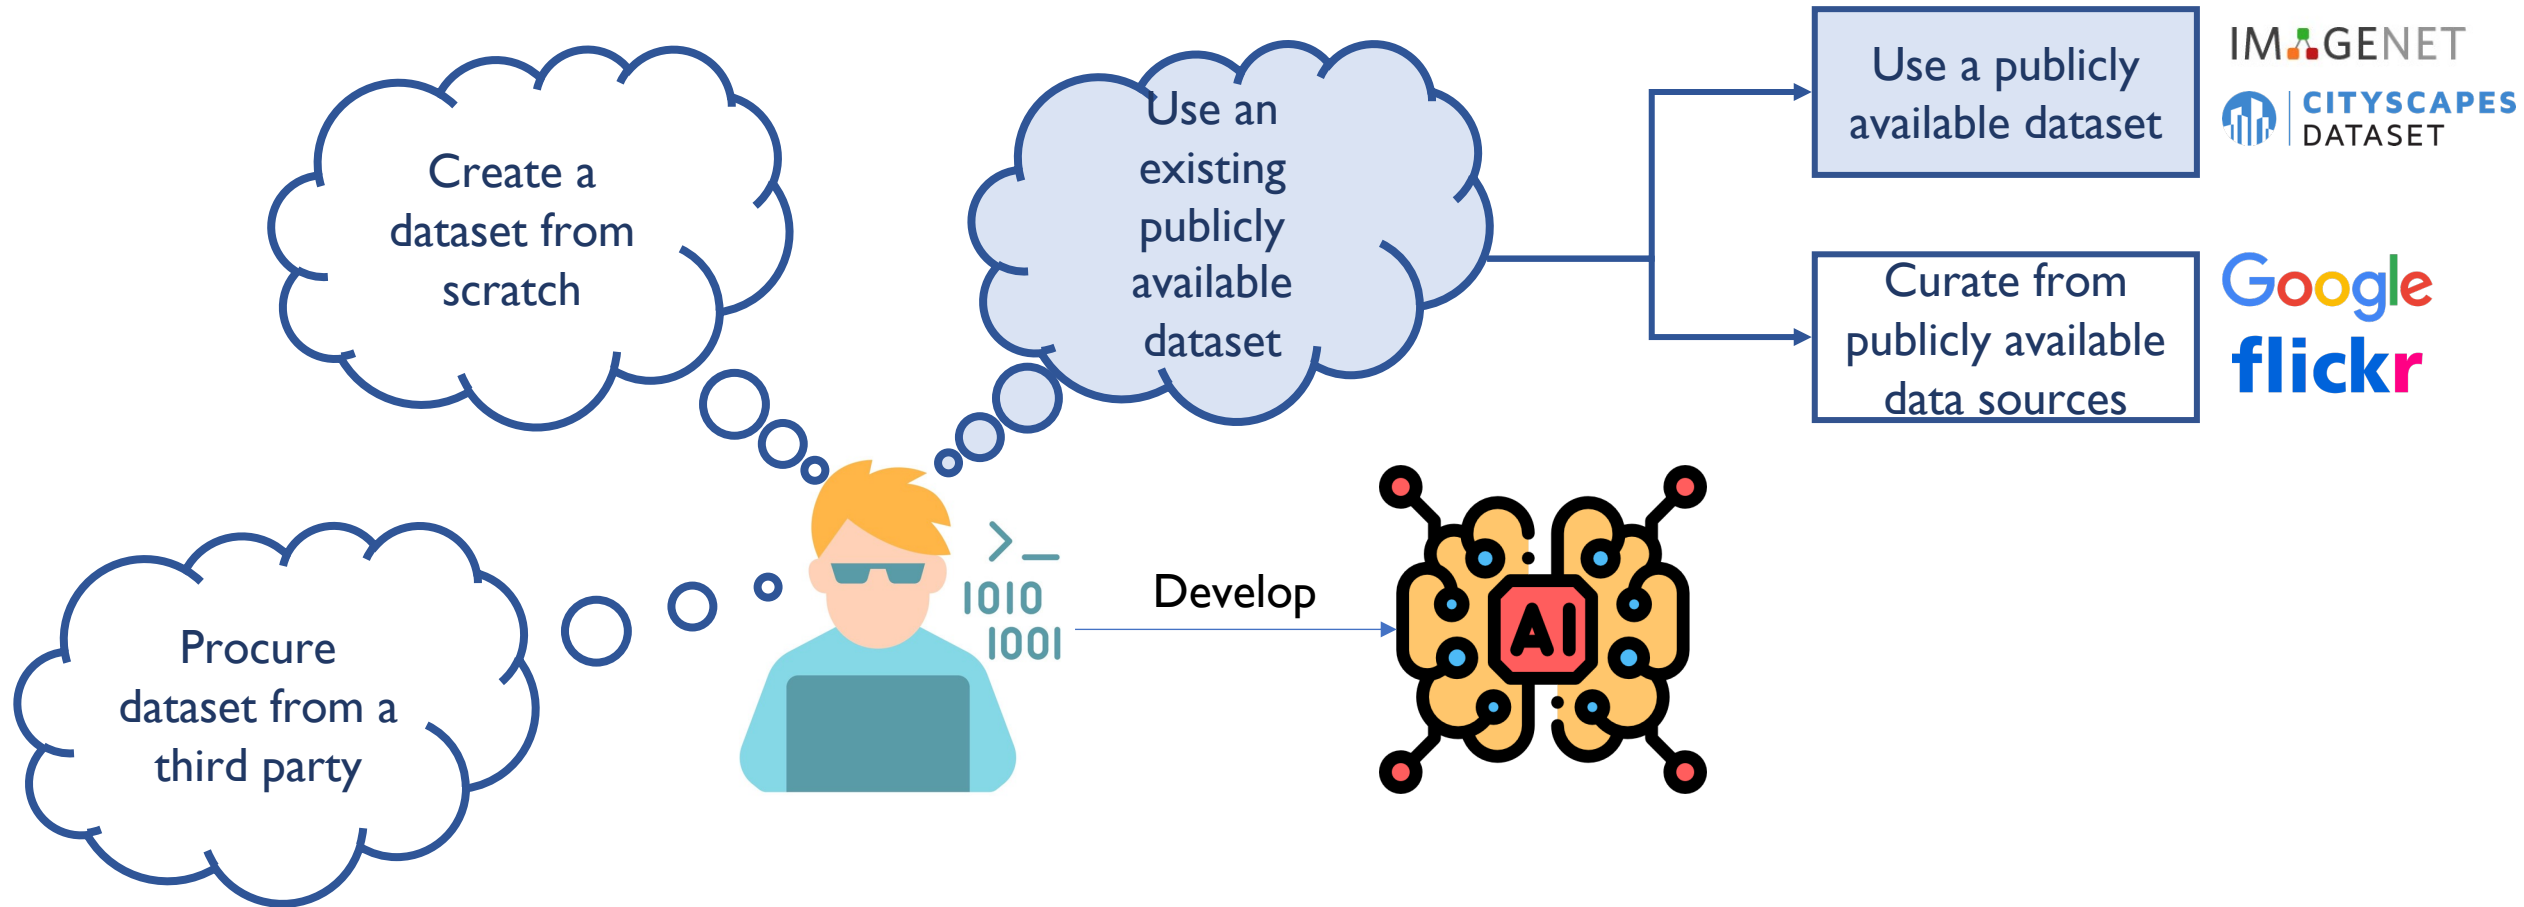 Create a
dataset from
scratch
Use an
existing
publicly
available
dataset
Use a publicly
available dataset
IMAGENET
CITYSCAPES
DATASET
Curate from
publicly available
data sources
Google
flickr
Procure
dataset from a
third party
>_
1010
1001
Develop
AI